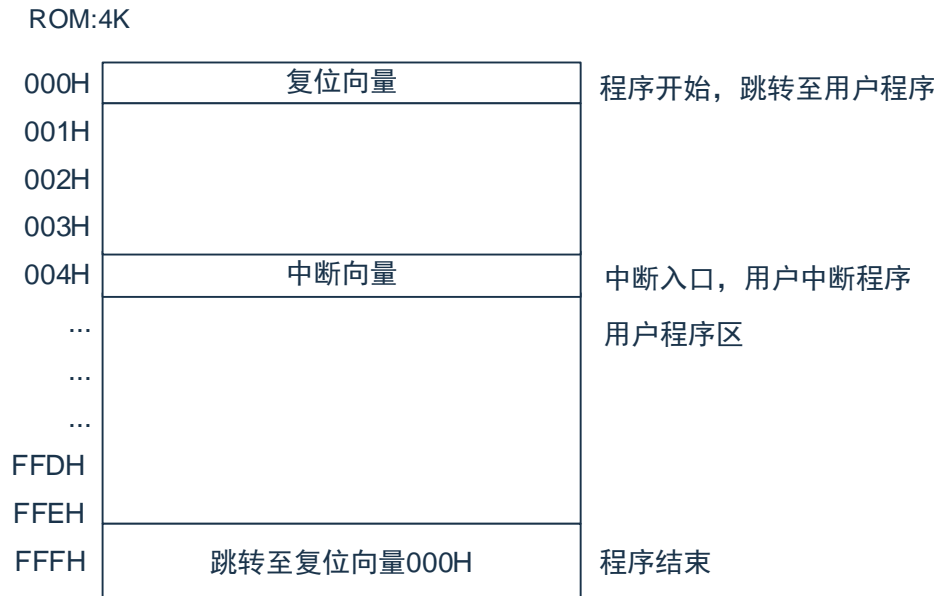 ROM:4K
000H 复位向量 程序开始，跳转至用户程序
001H
002H
003H
004H 中断向量 中断入口，用户中断程序
... 用户程序区
...
...
FFDH
FFEH
FFFH 跳转至复位向量000H 程序结束